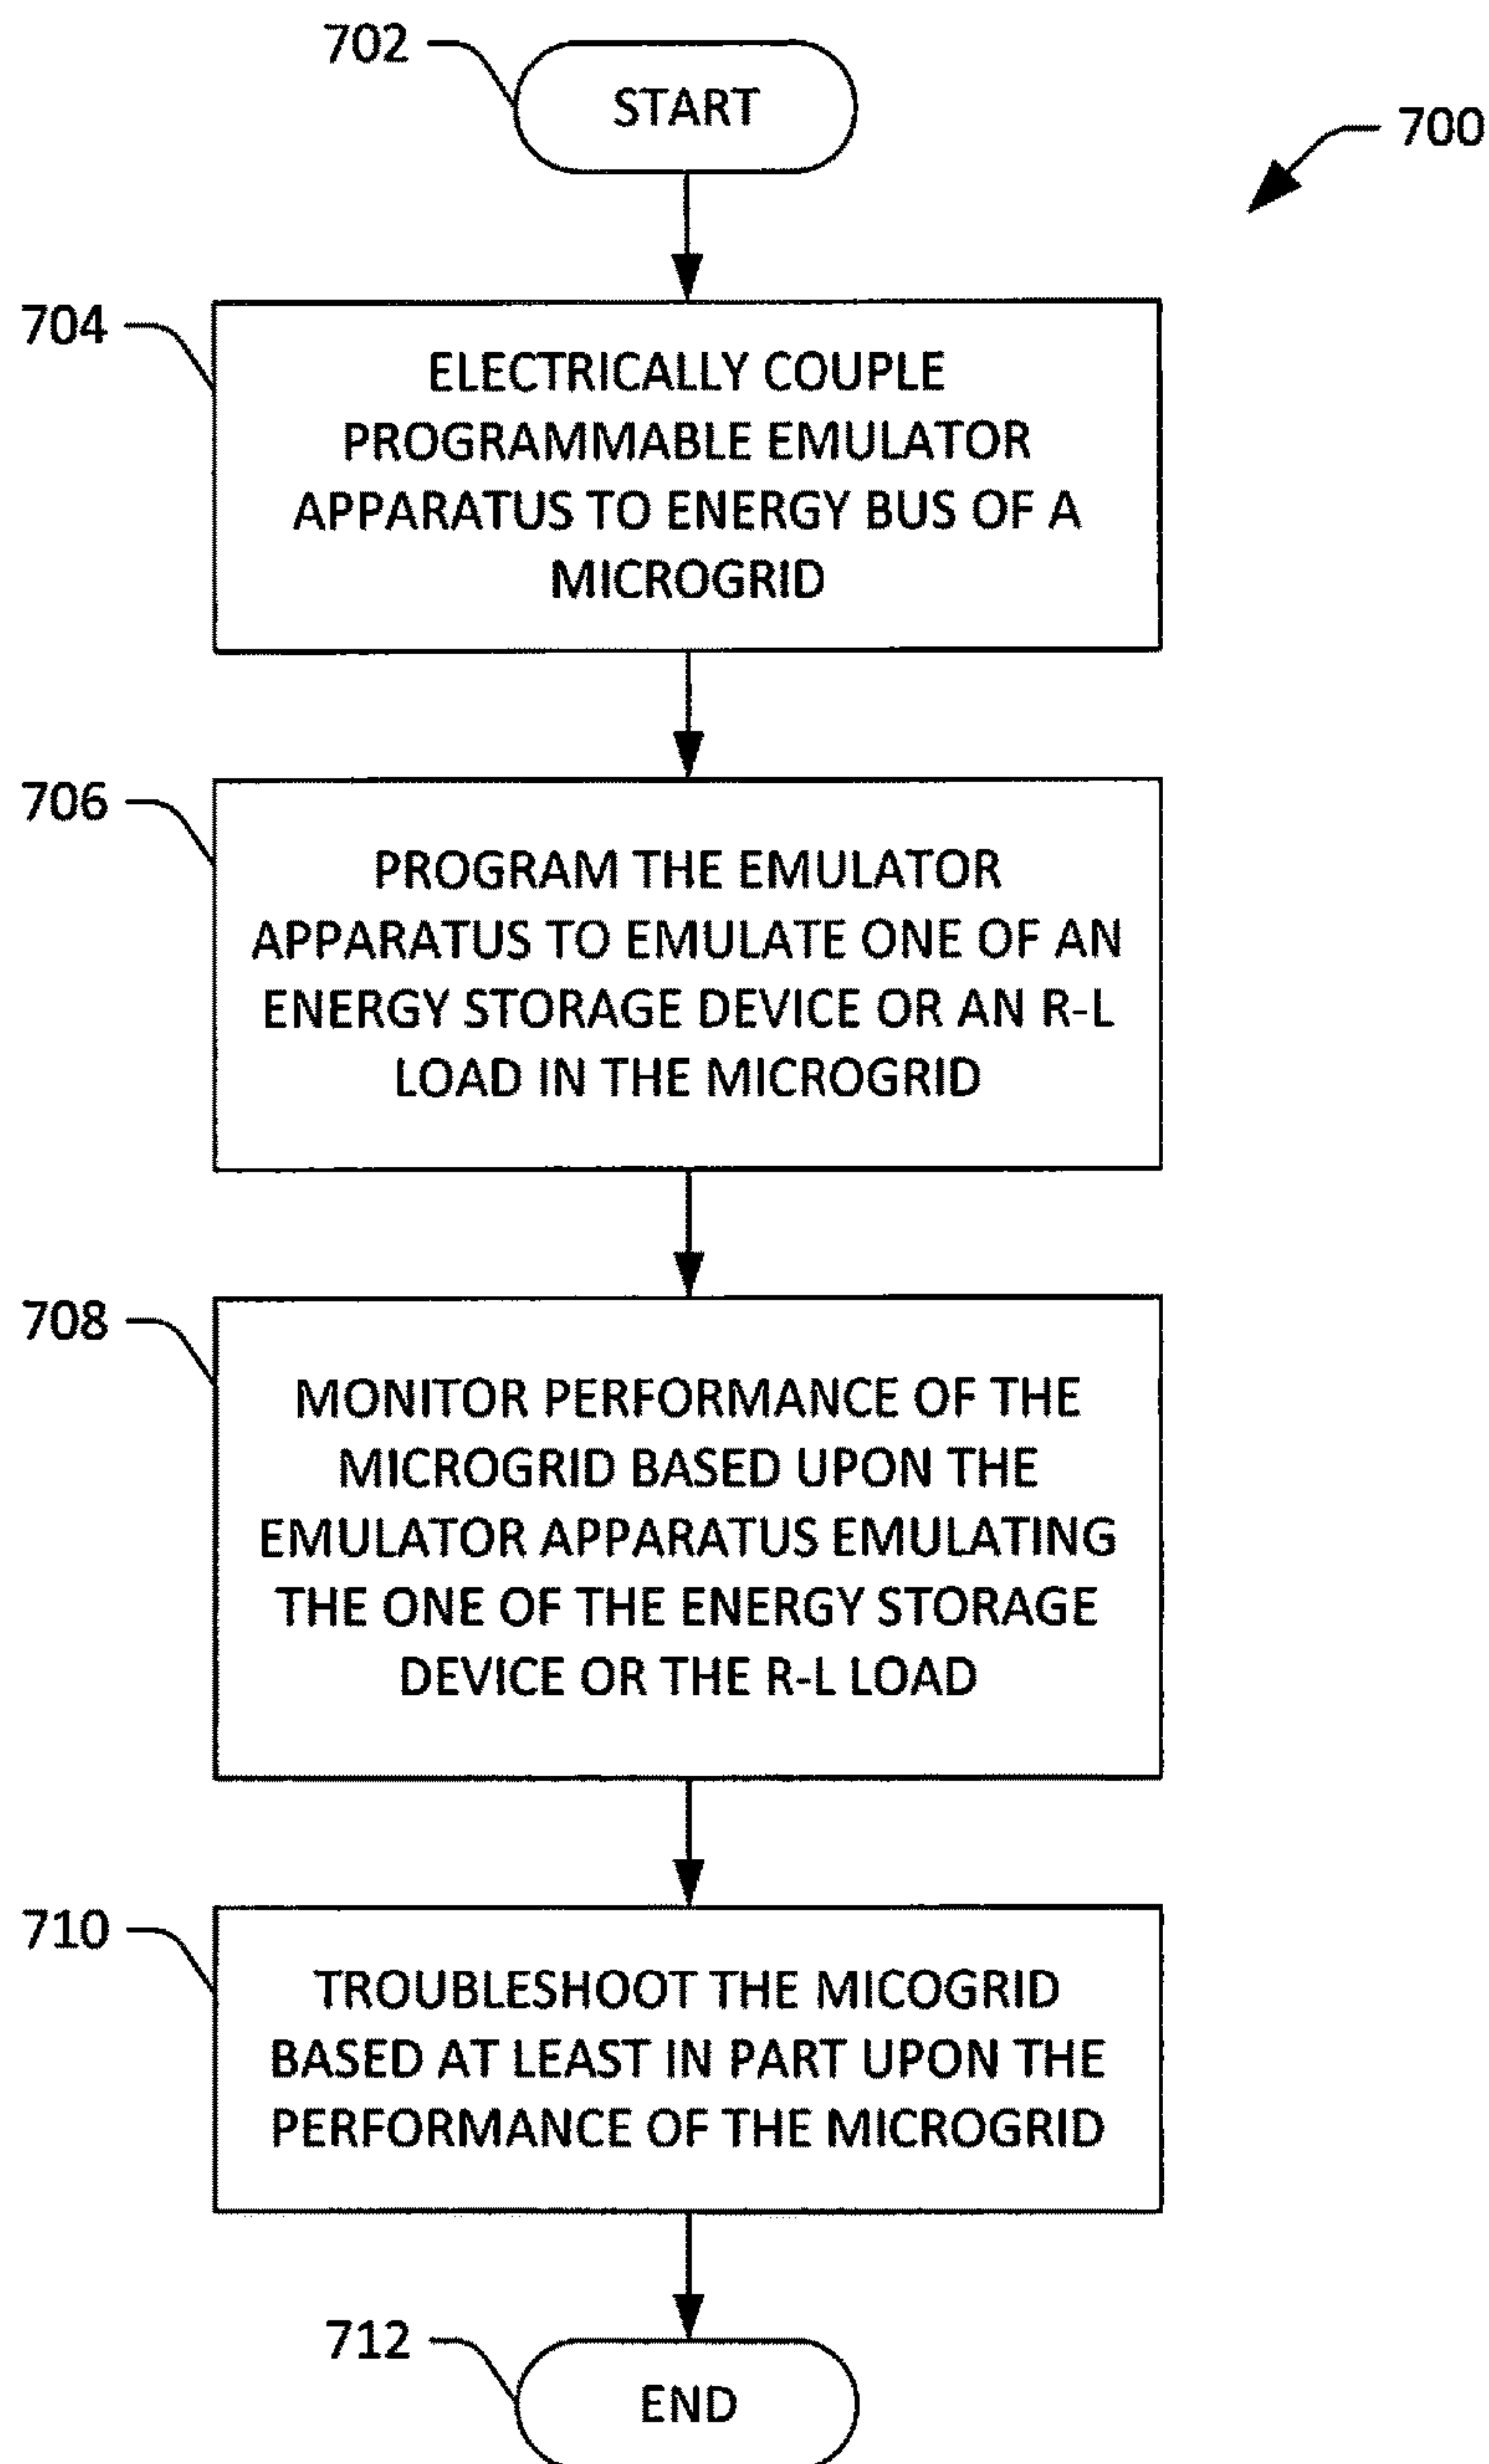 702
START
700
704
ELECTRICALLY COUPLE
PROGRAMMABLE EMULATOR
APPARATUS TO ENERGY BUS OF A
MICROGRID
706
PROGRAM THE EMULATOR
APPARATUS TO EMULATE ONE OF AN
ENERGY STORAGE DEVICE OR AN R-L
LOAD IN THE MICROGRID
708
MONITOR PERFORMANCE OF THE
MICROGRID BASED UPON THE
EMULATOR APPARATUS EMULATING
THE ONE OF THE ENERGY STORAGE
DEVICE OR THE R-L LOAD
710
TROUBLESHOOT THE MICOGRID
BASED AT LEAST IN PART UPON THE
PERFORMANCE OF THE MICROGRID
712
END